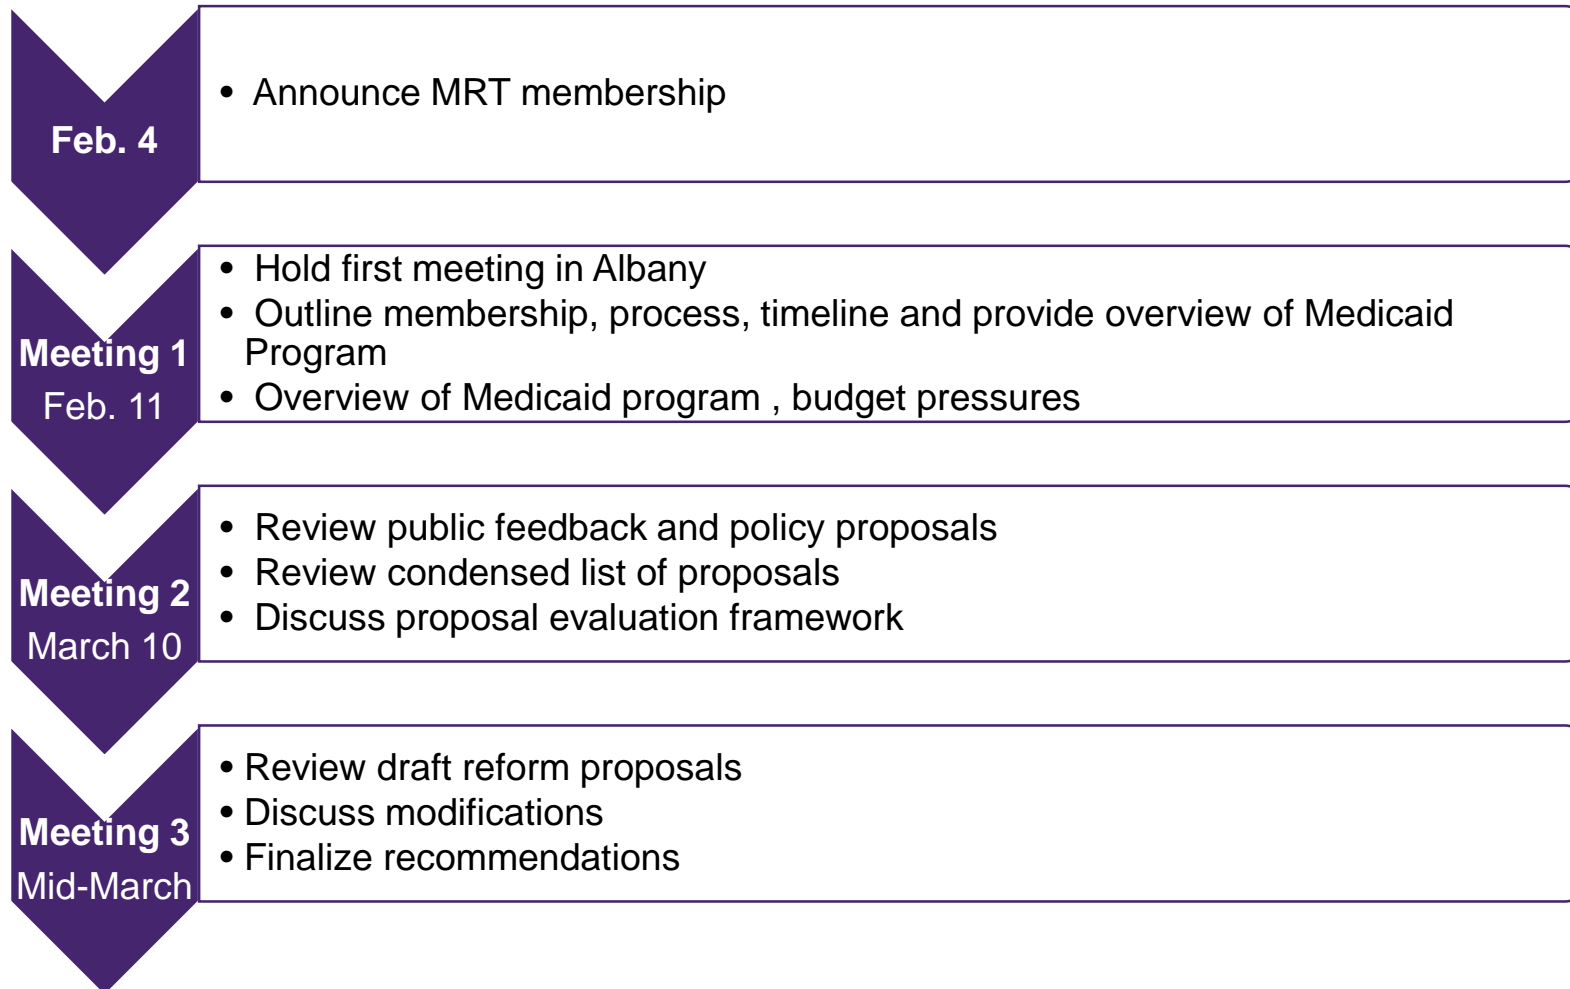 Feb. 4
• Announce MRT membership
Meeting 1
Feb. 11
• Hold first meeting in Albany
• Outline membership, process, timeline and provide overview of Medicaid
Program
• Overview of Medicaid program , budget pressures
Meeting 2
March 10
• Review public feedback and policy proposals
• Review condensed list of proposals
• Discuss proposal evaluation framework
Meeting 3
Mid-March
• Review draft reform proposals
• Discuss modifications
• Finalize recommendations